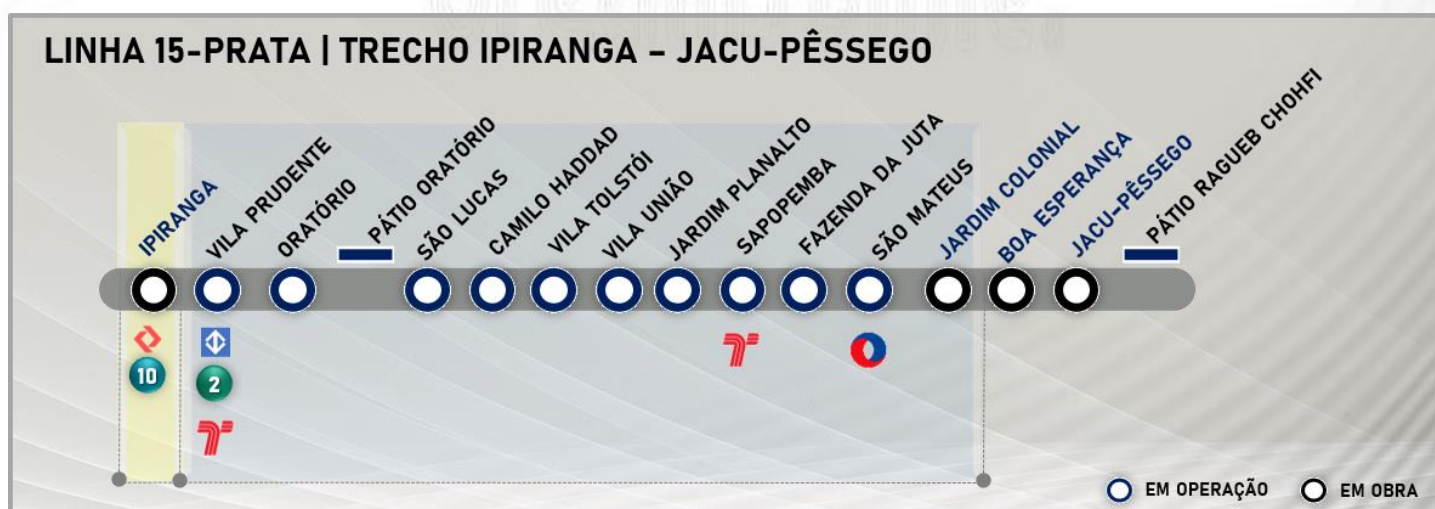 LINHA 15-PRATA | TRECHO IPIRANGA – JACU-PÊSSEGO
IPIRANGA
VILA PRUDENTE
ORATÓRIO
PÁTIO ORATÓRIO
SÃO LUCAS
CAMILO HADDAD
VILA TOLSTÓI
VILA UNIÃO
JARDIM PLANALTO
SAPOPEMBA
FAZENDA DA JUTA
SÃO MATEUS
JARDIM COLONIAL
BOA ESPERANÇA
JACU-PÊSSEGO
PÁTIO RAGUEB CHOHFI
10
2
EM OPERAÇÃO
EM OBRA